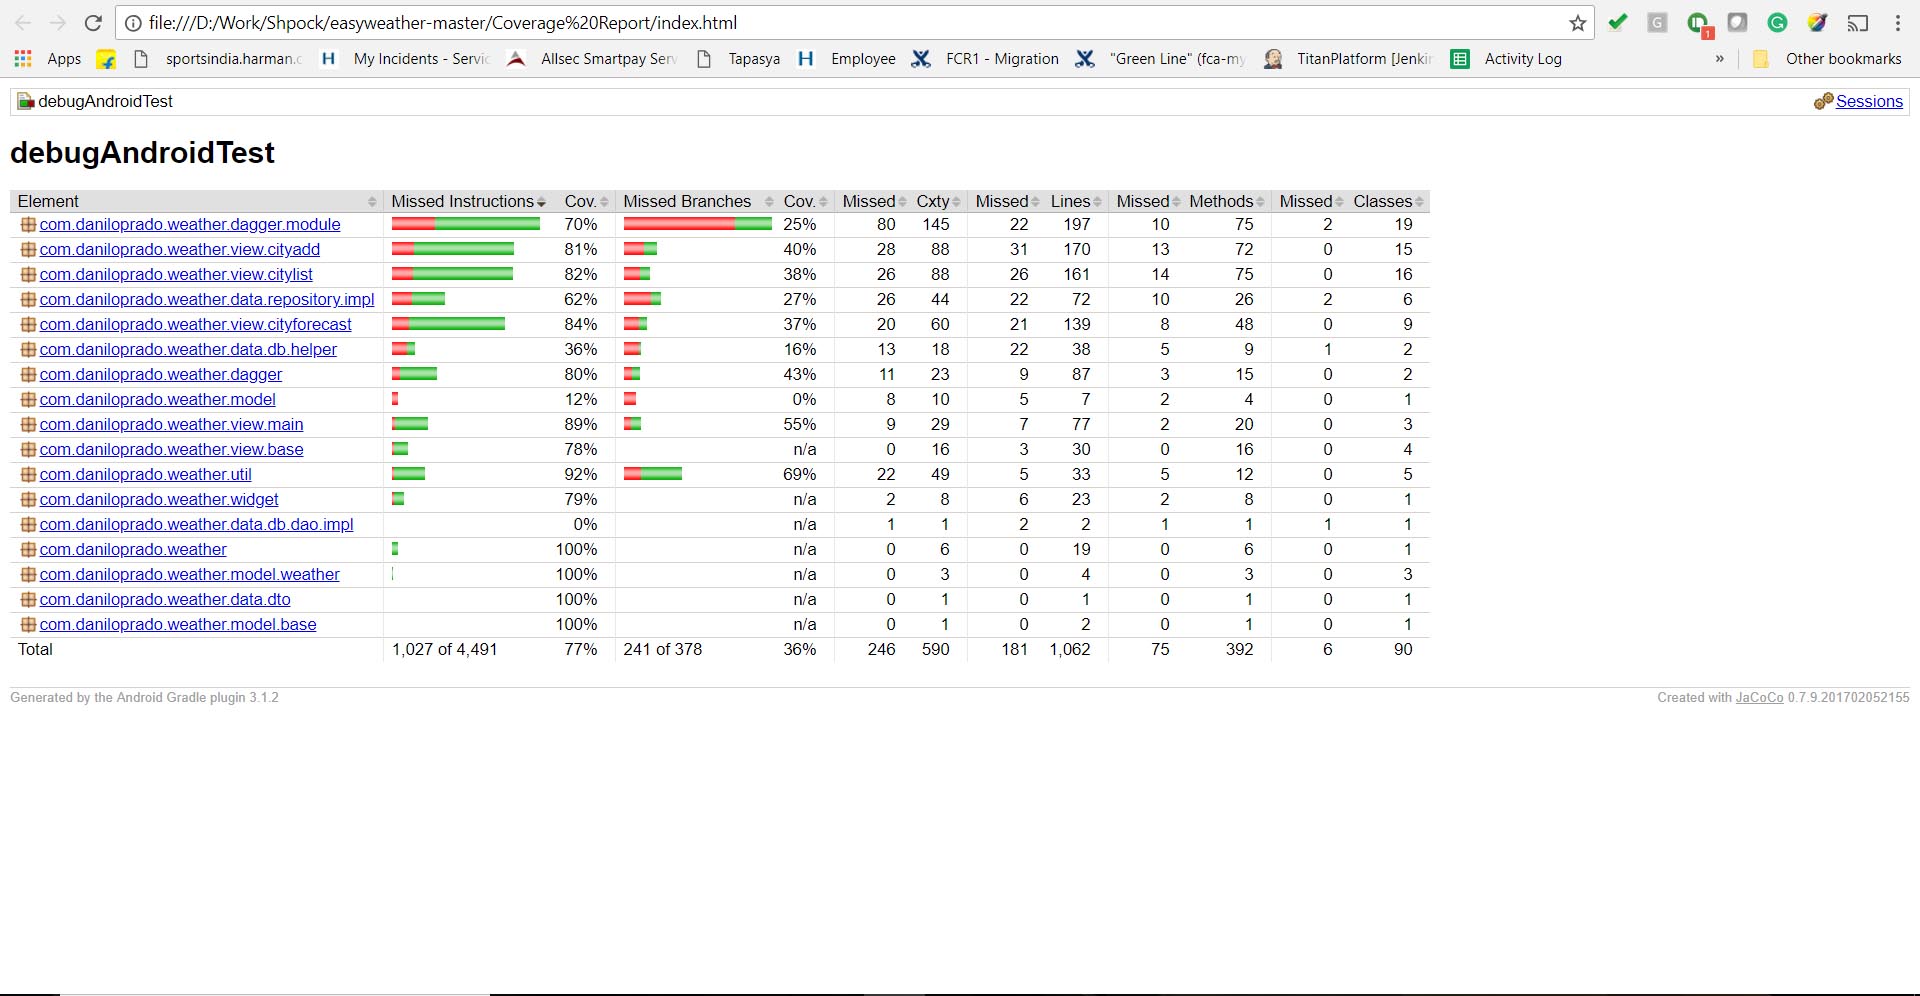 file:///D:/Work/Shpock/easyweather-master/Coverage%20Report/index.html
G 1 G
Apps sportsindia.harman.c H My Incidents - Servic Allsec Smartpay Serv Tapasya H Employee FCR1 - Migration "Green Line" (fca-my TitanPlatform [Jenkin Activity Log » Other bookmarks
debugAndroidTest Sessions
debugAndroidTest
Element Missed Instructions Cov. Missed Branches Cov. Missed Cxty Missed Lines Missed Methods Missed Classes
com.daniloprado.weather.dagger.module 70% 25% 80 145 22 197 10 75 2 19
com.daniloprado.weather.view.cityadd 81% 40% 28 88 31 170 13 72 0 15
com.daniloprado.weather.view.citylist 82% 38% 26 88 26 161 14 75 0 16
com.daniloprado.weather.data.repository.impl 62% 27% 26 44 22 72 10 26 2 6
com.daniloprado.weather.view.cityforecast 84% 37% 20 60 21 139 8 48 0 9
com.daniloprado.weather.data.db.helper 36% 16% 13 18 22 38 5 9 1 2
com.daniloprado.weather.dagger 80% 43% 11 23 9 87 3 15 0 2
com.daniloprado.weather.model 12% 0% 8 10 5 7 2 4 0 1
com.daniloprado.weather.view.main 89% 55% 9 29 7 77 2 20 0 3
com.daniloprado.weather.view.base 78% n/a 0 16 3 30 0 16 0 4
com.daniloprado.weather.util 92% 69% 22 49 5 33 5 12 0 5
com.daniloprado.weather.widget 79% n/a 2 8 6 23 2 8 0 1
com.daniloprado.weather.data.db.dao.impl 0% n/a 1 1 2 2 1 1 1 1
com.daniloprado.weather 100% n/a 0 6 0 19 0 6 0 1
com.daniloprado.weather.model.weather 100% n/a 0 3 0 4 0 3 0 3
com.daniloprado.weather.data.dto 100% n/a 0 1 0 1 0 1 0 1
com.daniloprado.weather.model.base 100% n/a 0 1 0 2 0 1 0 1
Total 1,027 of 4,491 77% 241 of 378 36% 246 590 181 1,062 75 392 6 90
Generated by the Android Gradle plugin 3.1.2 Created with JaCoCo 0.7.9.201702052155